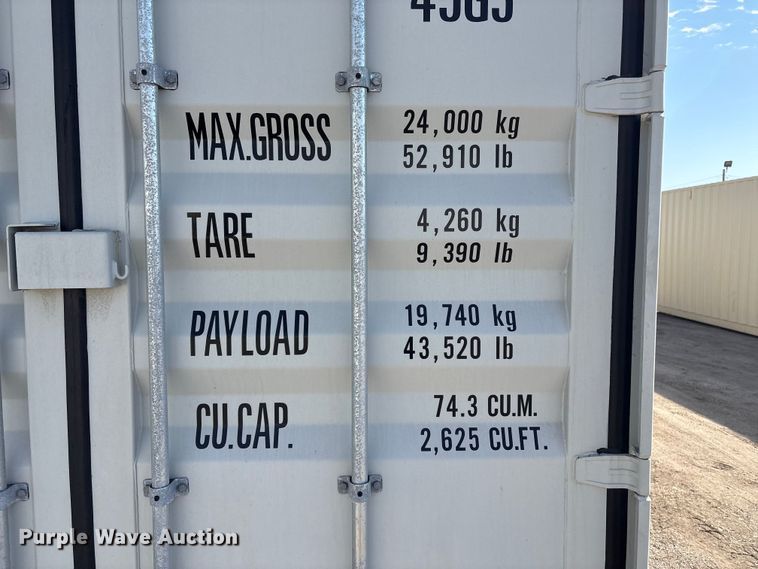 45G5
MAX.GROSS 24,000 kg
52,910 lb
TARE 4,260 kg
9,390 lb
PAYLOAD 19,740 kg
43,520 lb
CU.CAP. 74.3 CU.M.
2,625 CU.FT.
Purple Wave Auction